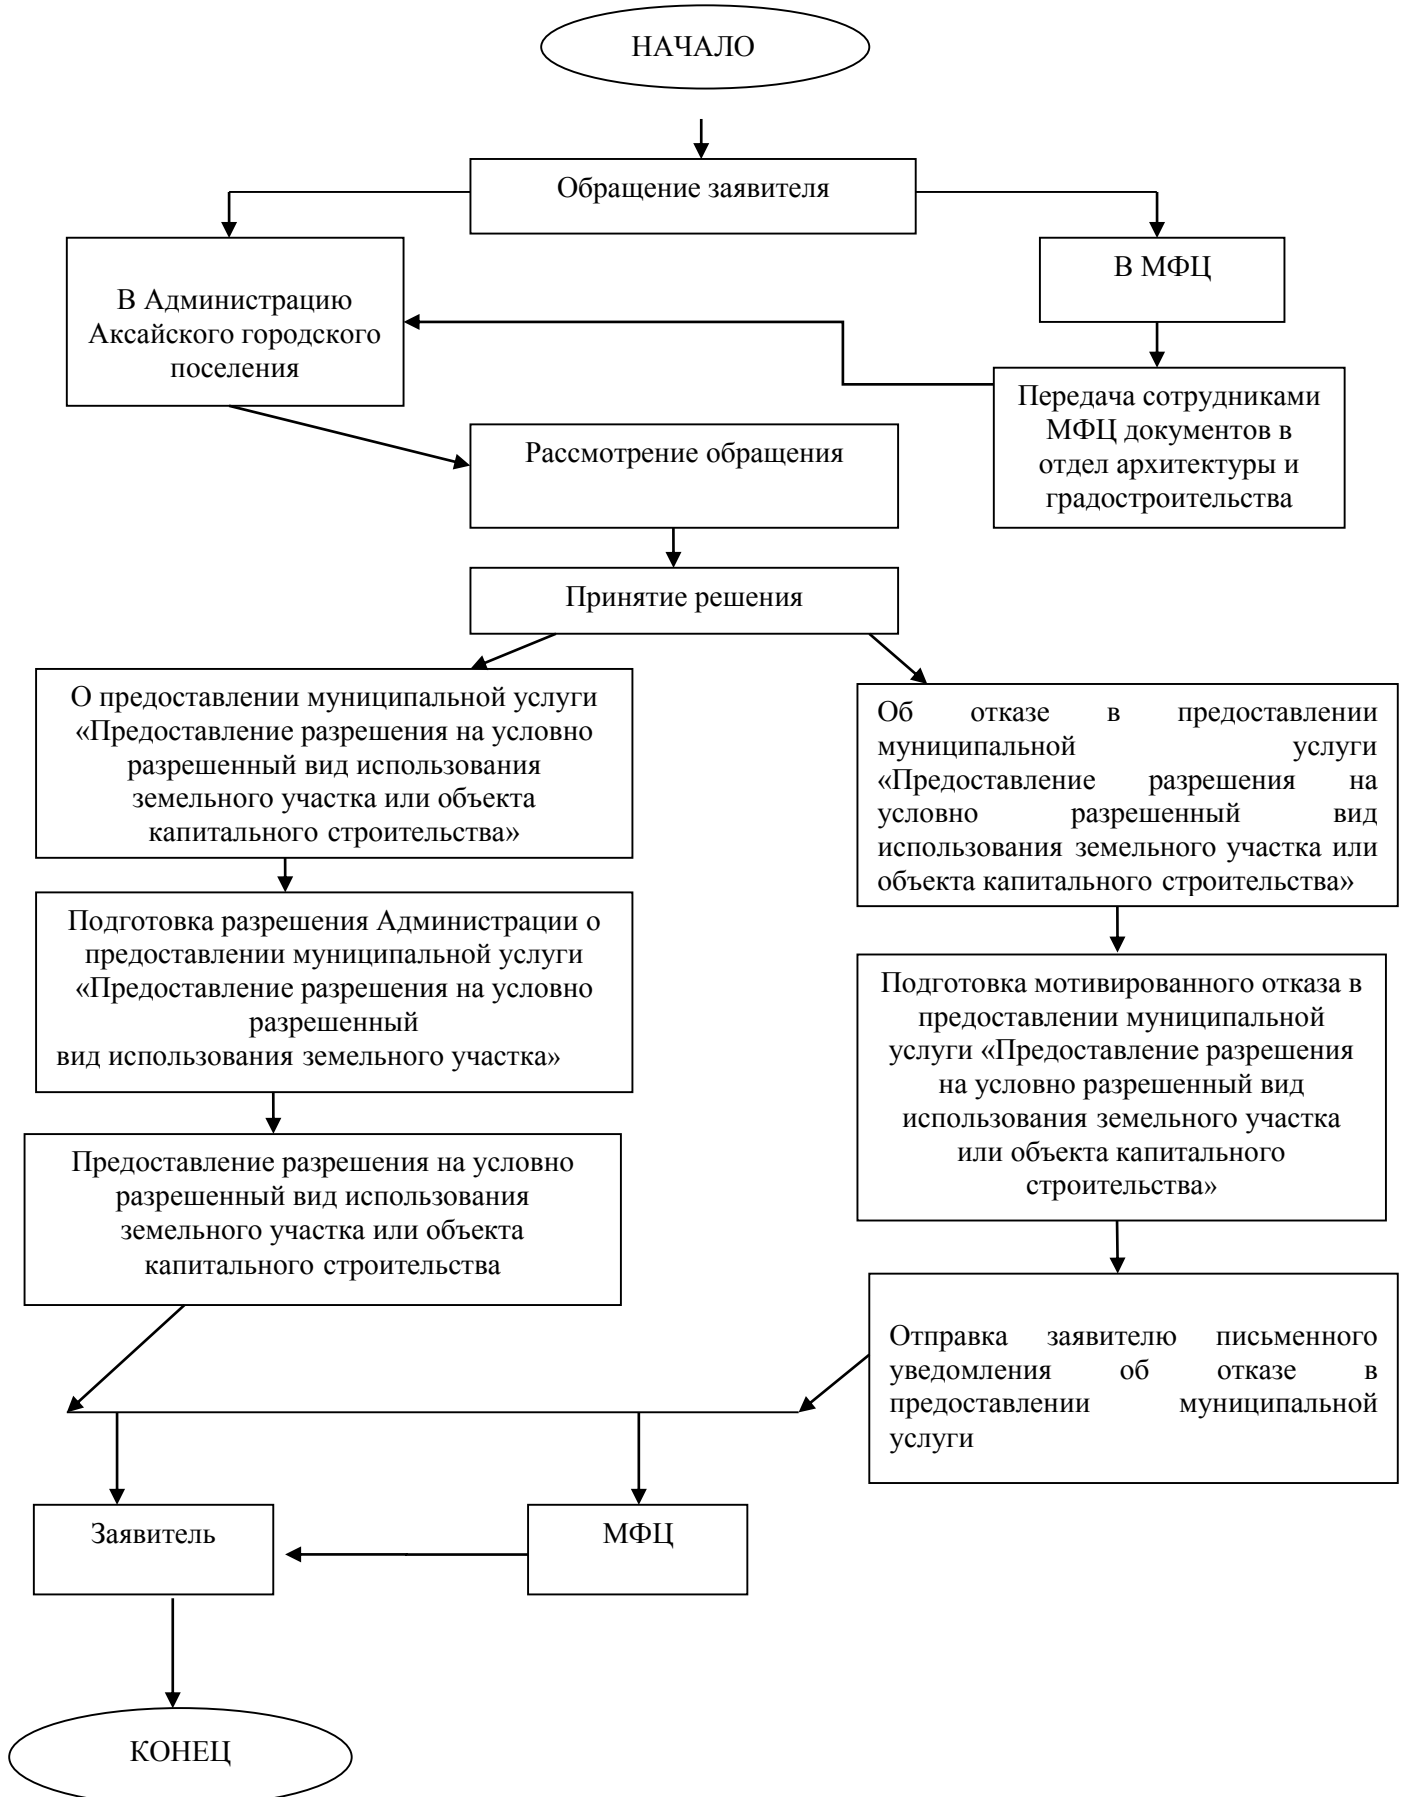 НАЧАЛО
Обращение заявителя
В Администрацию
Аксайского городского
поселения
В МФЦ
Передача сотрудниками
МФЦ документов в
отдел архитектуры и
градостроительства
Рассмотрение обращения
Принятие решения
О предоставлении муниципальной услуги
«Предоставление разрешения на условно
разрешенный вид использования
земельного участка или объекта
капитального строительства»
Об отказе в предоставлении
муниципальной услуги
«Предоставление разрешения на
условно разрешенный вид
использования земельного участка или
объекта капитального строительства»
Подготовка разрешения Администрации о
предоставлении муниципальной услуги
«Предоставление разрешения на условно
разрешенный
вид использования земельного участка»
Подготовка мотивированного отказа в
предоставлении муниципальной
услуги «Предоставление разрешения
на условно разрешенный вид
использования земельного участка
или объекта капитального
строительства»
Предоставление разрешения на условно
разрешенный вид использования
земельного участка или объекта
капитального строительства
Отправка заявителю письменного
уведомления об отказе в
предоставлении муниципальной
услуги
Заявитель
МФЦ
КОНЕЦ